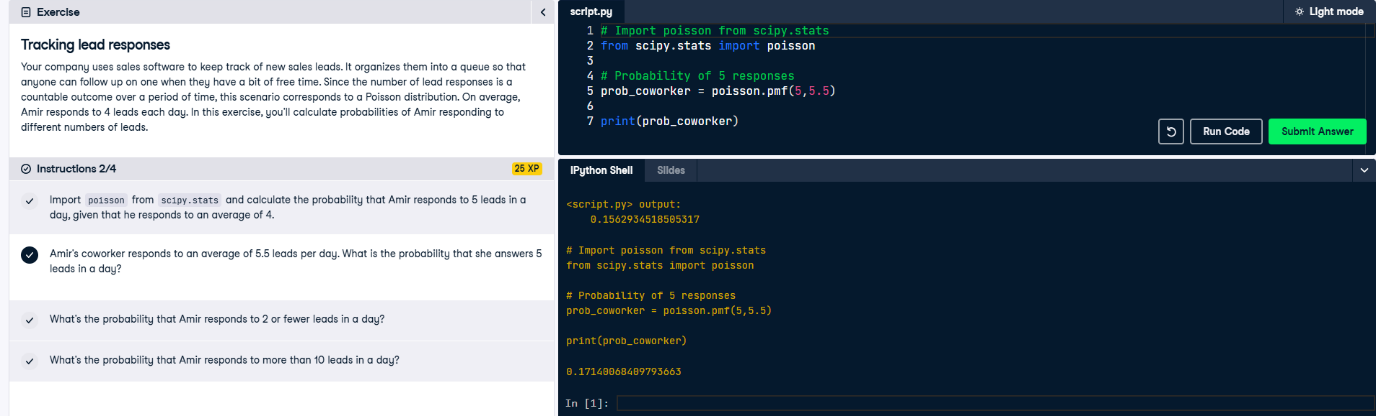 Exercise
Tracking lead responses
Your company uses sales software to keep track of new sales leads. It organizes them into a queue so that
anyone can follow up on one when they have a bit of free time. Since the number of lead responses is a
countable outcome over a period of time, this scenario corresponds to a Poisson distribution. On average,
Amir responds to 4 leads each day. In this exercise, you'll calculate probabilities of Amir responding to
different numbers of leads.
Instructions 2/4
25 XP
Import poisson from scipy.stats and calculate the probability that Amir responds to 5 leads in a
day, given that he responds to an average of 4.
Amir's coworker responds to an average of 5.5 leads per day. What is the probability that she answers 5
leads in a day?
What's the probability that Amir responds to 2 or fewer leads in a day?
What's the probability that Amir responds to more than 10 leads in a day?
script.py
Light mode
1 # Import poisson from scipy.stats
2 from scipy.stats import poisson
3
4 # Probability of 5 responses
5 prob_coworker = poisson.pmf(5,5.5)
6
7 print(prob_coworker)
Run Code
Submit Answer
IPython Shell
Slides
<script.py> output:
0.1562934518505317
# Import poisson from scipy.stats
from scipy.stats import poisson
# Probability of 5 responses
prob_coworker = poisson.pmf(5,5.5)
print(prob_coworker)
0.17140068409793663
In [1]: